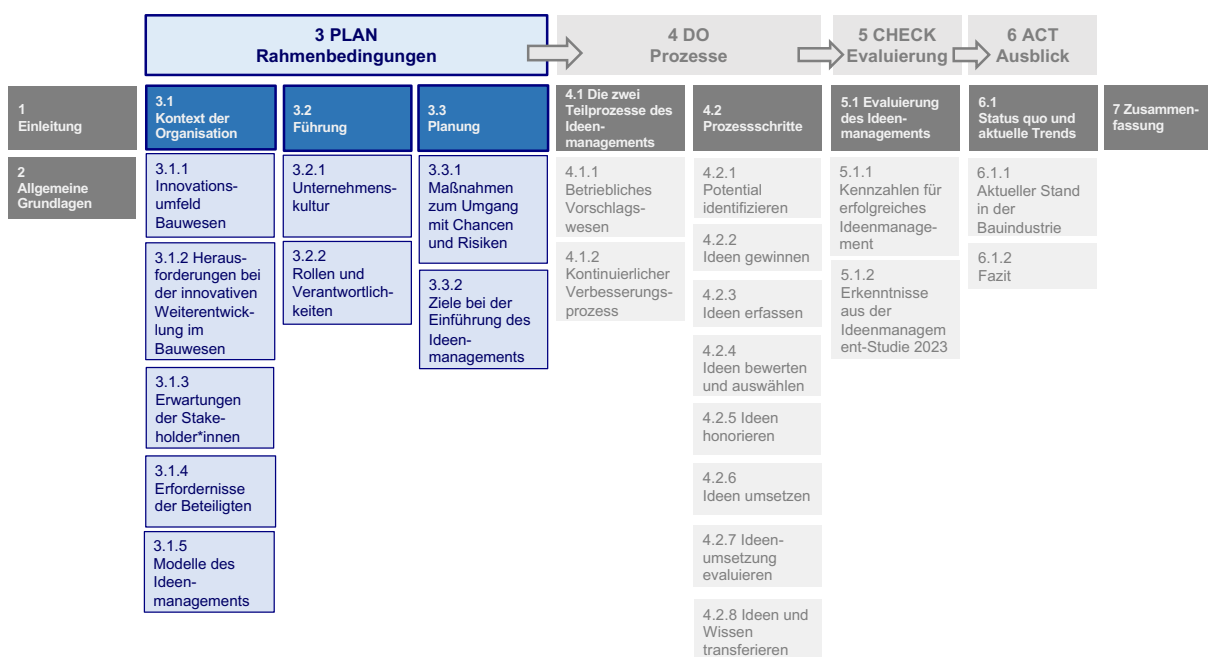 3 PLAN
Rahmenbedingungen
4 DO
Prozesse
5 CHECK
Evaluierung
6 ACT
Ausblick
1
Einleitung
2
Allgemeine
Grundlagen
3.1
Kontext der
Organisation
3.1.1
Innovations-
umfeld
Bauwesen
3.1.2 Heraus-
forderungen bei
der innovativen
Weiterentwick-
lung im
Bauwesen
3.1.3
Erwartungen
der Stake-
holder*innen
3.1.4
Erfordernisse
der Beteiligten
3.1.5
Modelle des
Ideen-
managements
3.2
Führung
3.2.1
Unternehmens-
kultur
3.2.2
Rollen und
Verantwortlich-
keiten
3.3
Planung
3.3.1
Maßnahmen
zum Umgang
mit Chancen
und Risiken
3.3.2
Ziele bei der
Einführung des
Ideen-
managements
4.1 Die zwei
Teilprozesse des
Ideen-
managements
4.1.1
Betriebliches
Vorschlags-
wesen
4.1.2
Kontinuierlicher
Verbesserungs-
prozess
4.2
Prozessschritte
4.2.1
Potential
identifizieren
4.2.2
Ideen gewinnen
4.2.3
Ideen erfassen
4.2.4
Ideen bewerten
und auswählen
4.2.5 Ideen
honorieren
4.2.6
Ideen umsetzen
4.2.7 Ideen-
umsetzung
evaluieren
4.2.8 Ideen und
Wissen
transferieren
5.1 Evaluierung
des Ideen-
managements
5.1.1
Kennzahlen für
erfolgreiches
Ideenmanage-
ment
5.1.2
Erkenntnisse
aus der
Ideenmanagem
ent-Studie 2023
6.1
Status quo und
aktuelle Trends
6.1.1
Aktueller Stand
in der
Bauindustrie
6.1.2
Fazit
7 Zusammen-
fassung